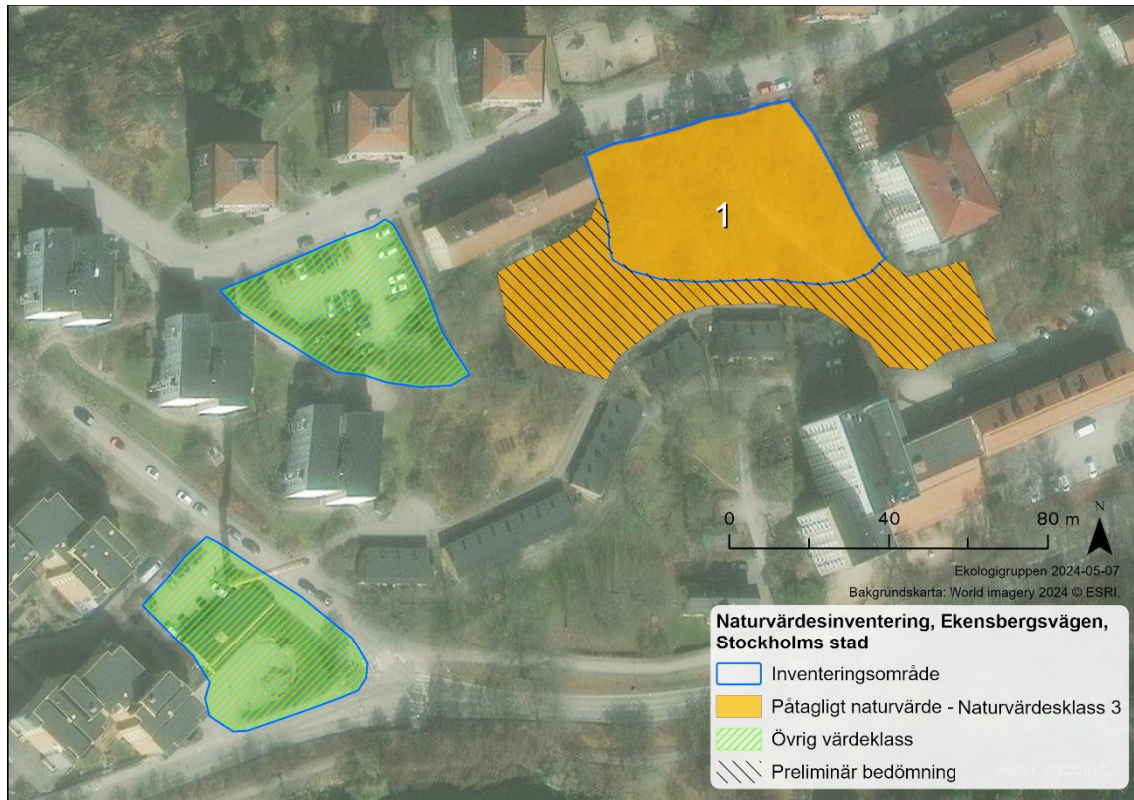 1
0 40 80 m
N
Ekologigruppen 2024-05-07
Bakgrundskarta: World imagery 2024 © ESRI.
Naturvärdesinventering, Ekensbergsvägen,
Stockholms stad
Inventeringsområde
Påtagligt naturvärde - Naturvärdesklass 3
Övrig värdeklass
Preliminär bedömning